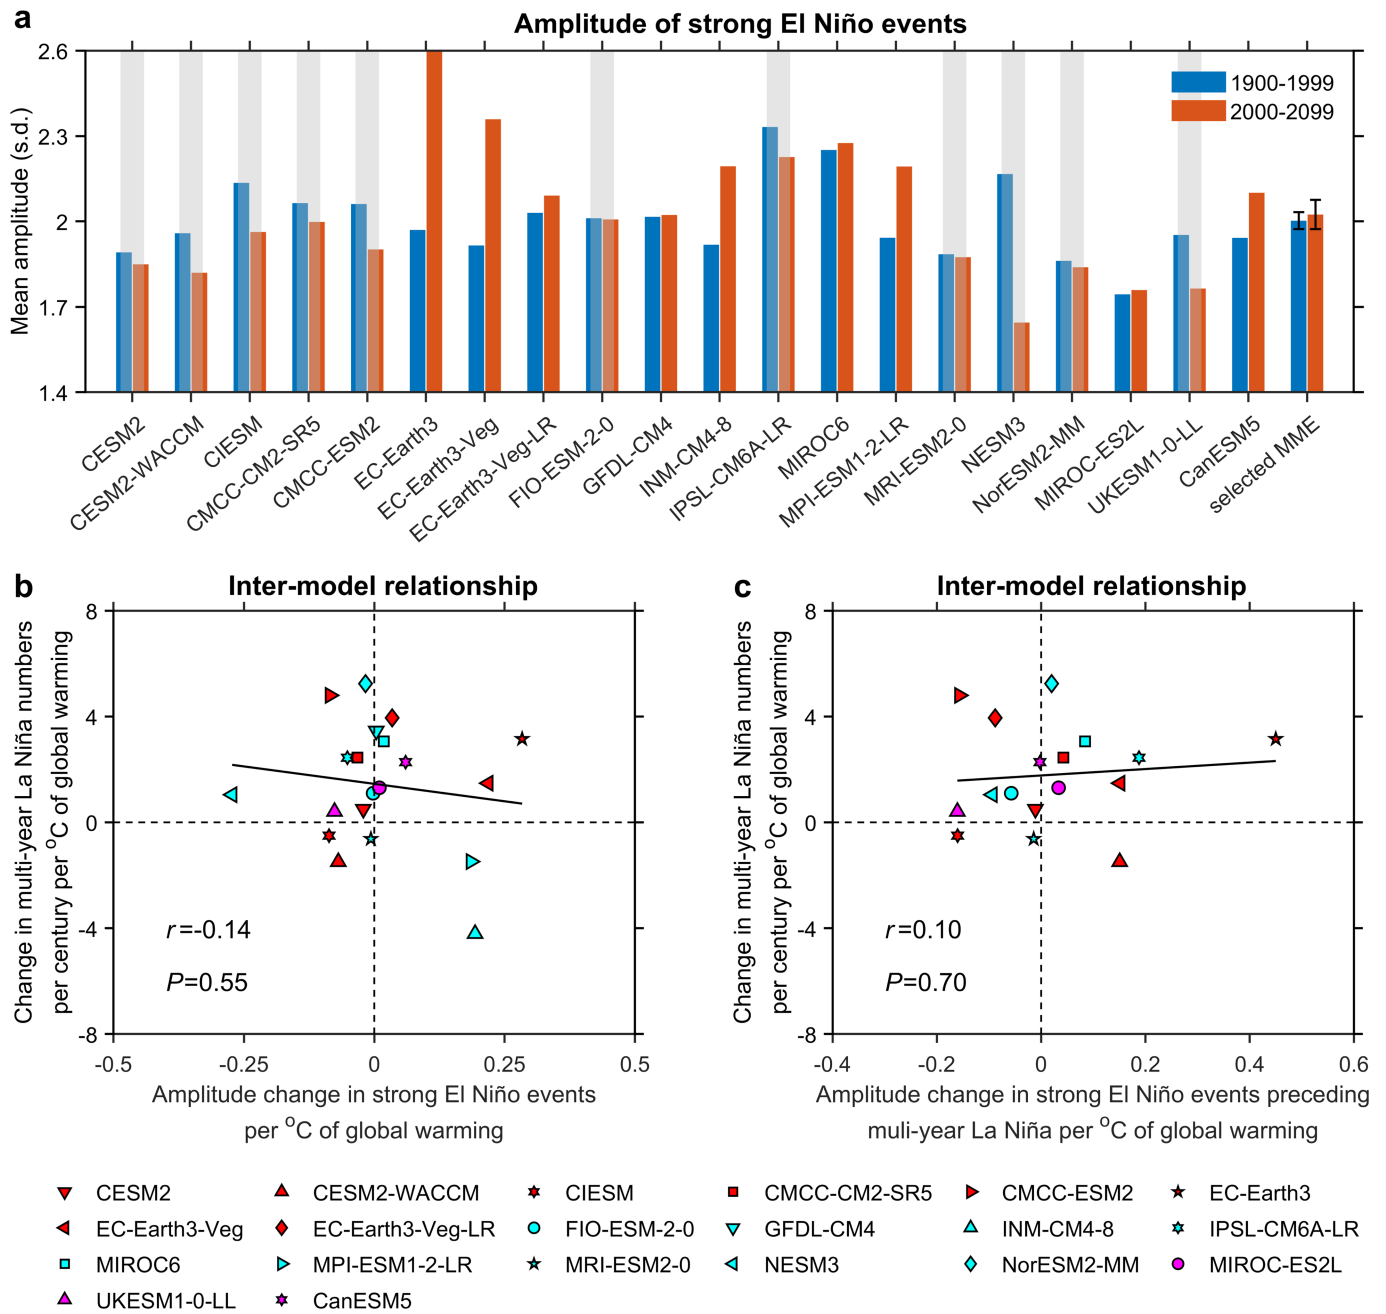 a
Amplitude of strong El Niño events
Mean amplitude (s.d.)
2.6
2.3
2
1.7
1.4
1900-1999
2000-2099
CESM2
CESM2-WACCM
CIESM
CMCC-CM2-SR5
CMCC-ESM2
EC-Earth3
EC-Earth3-Veg
EC-Earth3-Veg-LR
FIO-ESM-2-0
GFDL-CM4
INM-CM4-8
IPSL-CM6A-LR
MIROC6
MPI-ESM1-2-LR
MRI-ESM2-0
NESM3
NorESM2-MM
MIROC-ES2L
UKESM1-0-LL
CanESM5
selected MME
b
Inter-model relationship
Change in multi-year La Niña numbers
per century per °C of global warming
8
4
0
-4
-8
r=-0.14
P=0.55
-0.5
-0.25
0
0.25
0.5
Amplitude change in strong El Niño events
per °C of global warming
c
Inter-model relationship
Change in multi-year La Niña numbers
per century per °C of global warming
8
4
0
-4
-8
r=0.10
P=0.70
-0.4
-0.2
0
0.2
0.4
0.6
Amplitude change in strong El Niño events preceding
muli-year La Niña per °C of global warming
CESM2 CESM2-WACCM CIESM CMCC-CM2-SR5 CMCC-ESM2 EC-Earth3
EC-Earth3-Veg EC-Earth3-Veg-LR FIO-ESM-2-0 GFDL-CM4 INM-CM4-8 IPSL-CM6A-LR
MIROC6 MPI-ESM1-2-LR MRI-ESM2-0 NESM3 NorESM2-MM MIROC-ES2L
UKESM1-0-LL CanESM5